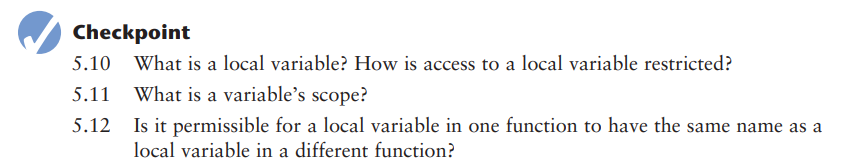 Checkpoint
5.10 What is a local variable? How is access to a local variable restricted?
5.11 What is a variable’s scope?
5.12 Is it permissible for a local variable in one function to have the same name as a
local variable in a different function?